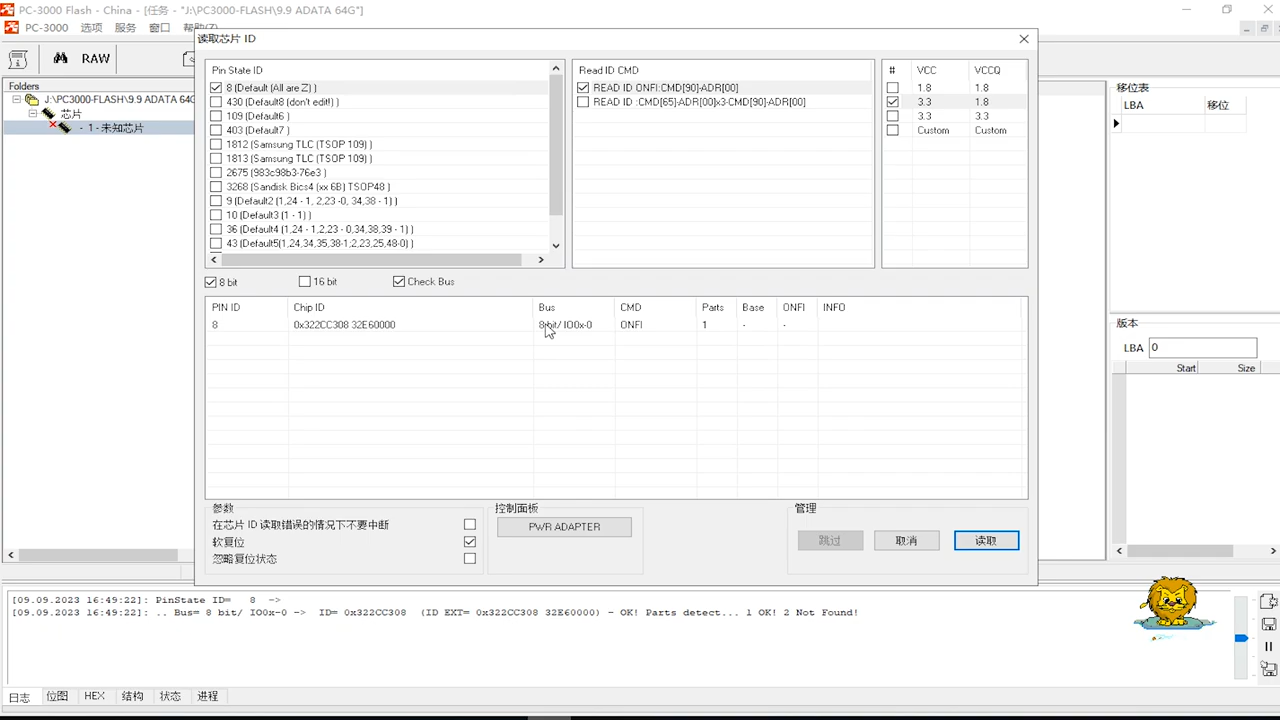 PC-3000 Flash - China - [任务 - "J:\PC3000-FLASH\9.9 ADATA 64G"]
PC-3000 选项 服务 窗口 帮助(Z)
RAW
Folders
J:\PC3000-FLASH\9.9 ADATA 64G
芯片
- 1 - 未知芯片
读取芯片 ID
Pin State ID
8 (Default (All are Z) )
430 (Default8 (don't edit!) )
109 (Default6 )
403 (Default7 )
1812 (Samsung TLC (TSOP 109) )
1813 (Samsung TLC (TSOP 109) )
2675 (983c98b3-76e3 )
3268 (Sandisk Bics4 (xx 6B) TSOP48 )
9 (Default2 (1,24 - 1, 2,23 -0, 34,38 - 1) )
10 (Default3 (1 - 1) )
36 (Default4 (1,24 - 1,2,23 - 0,34,38,39 - 1) )
43 (Default5(1,24,34,35,38-1;2,23,25,48-0) )
Read ID CMD
READ ID ONFI:CMD[90]-ADR[00]
READ ID :CMD[65]-ADR[00]x3-CMD[90]-ADR[00]
# VCC VCCQ
1.8 1.8
3.3 1.8
3.3 3.3
Custom Custom
8 bit 16 bit Check Bus
PIN ID Chip ID Bus CMD Parts Base ONFI INFO
8 0x322CC308 32E60000 8 bit/ IO0x-0 ONFI 1 - -
参数
在芯片 ID 读取错误的情况下不要中断
软复位
忽略复位状态
控制面板
PWR ADAPTER
管理
跳过 取消 读取
移位表
LBA 移位
版本
LBA 0
Start Size
[09.09.2023 16:49:22]: PinState ID= 8 ->
[09.09.2023 16:49:22]: .. Bus= 8 bit/ IO0x-0 -> ID= 0x322CC308 (ID EXT= 0x322CC308 32E60000) - OK! Parts detect... 1 OK! 2 Not Found!
日志 位图 HEX 结构 状态 进程